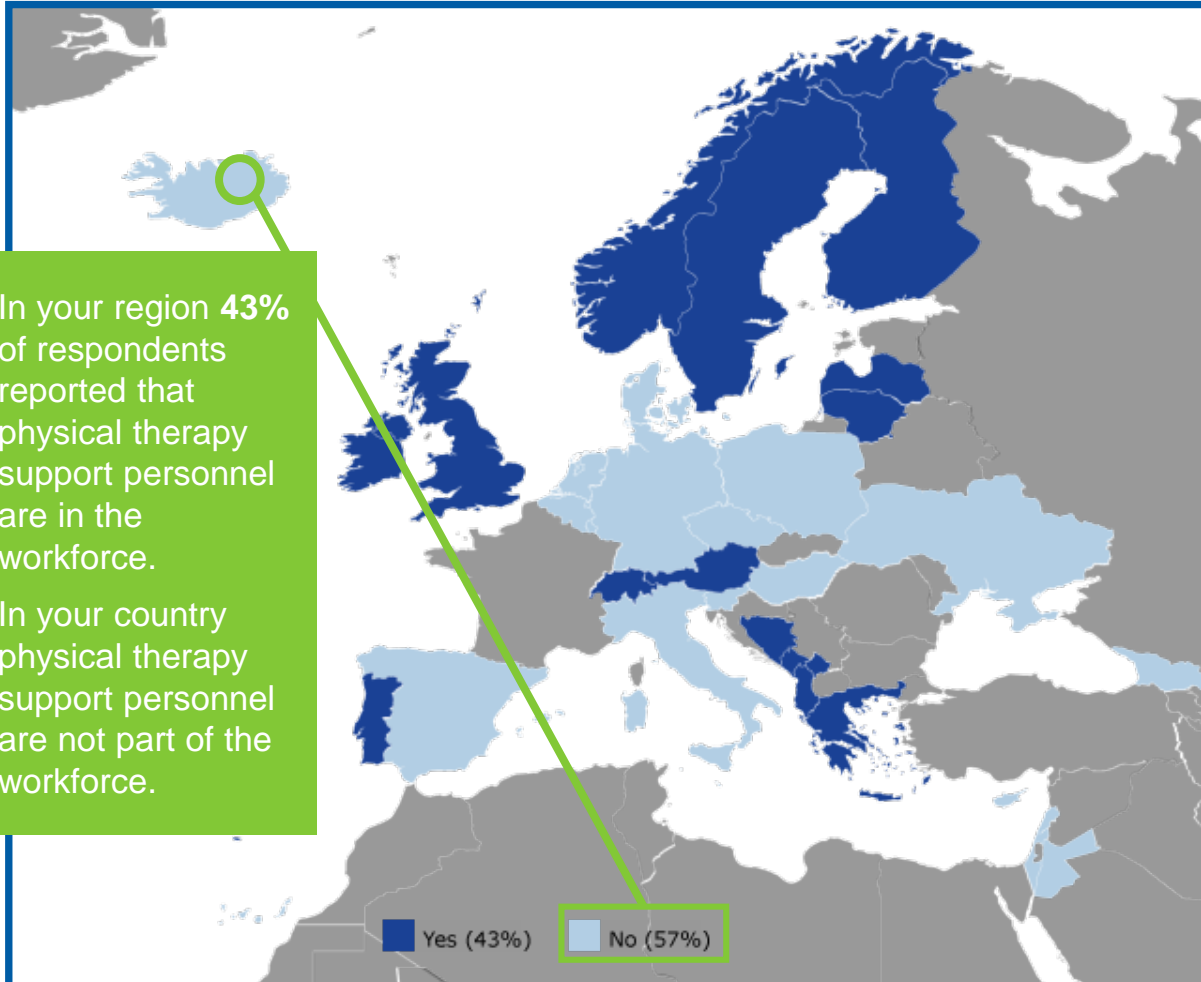 In your region 43%
of respondents
reported that
physical therapy
support personnel
are in the
workforce.
In your country
physical therapy
support personnel
are not part of the
workforce.
Yes (43%)
No (57%)